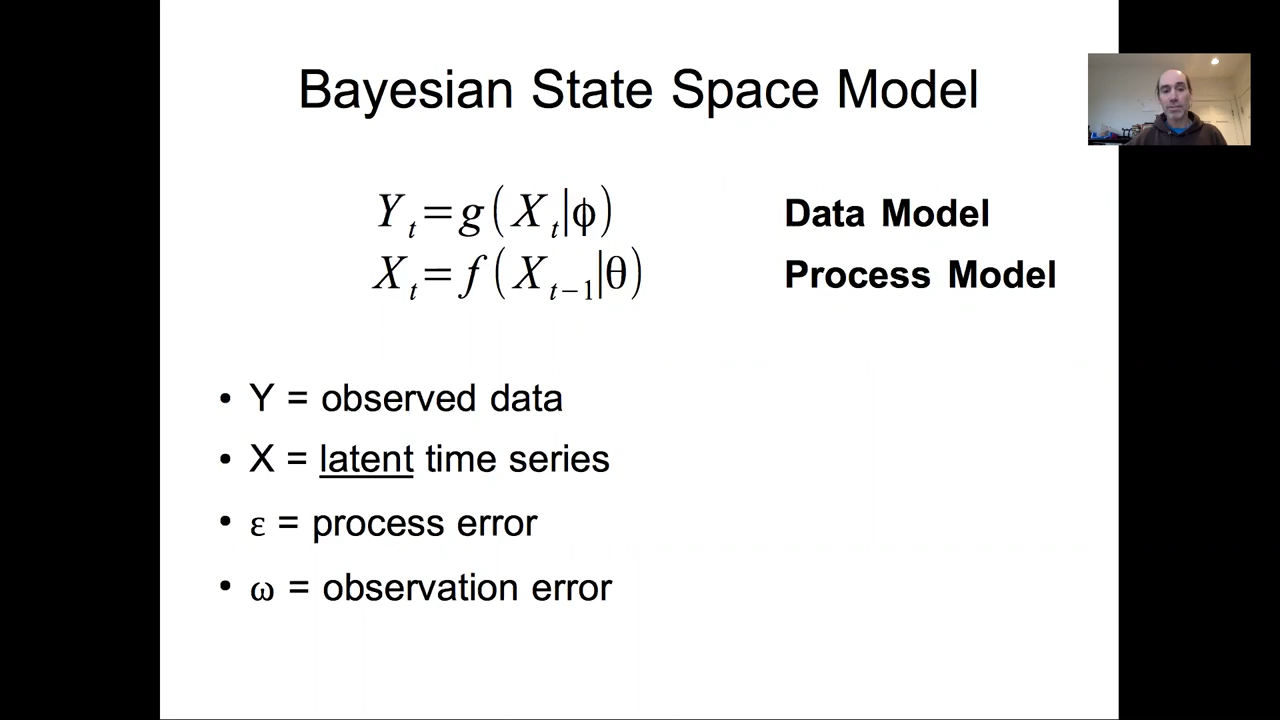 Bayesian State Space Model
Y_t=g(X_t|ϕ) Data Model
X_t=f(X_{t−1}|θ) Process Model
• Y = observed data
• X = latent time series
• ε = process error
• ω = observation error